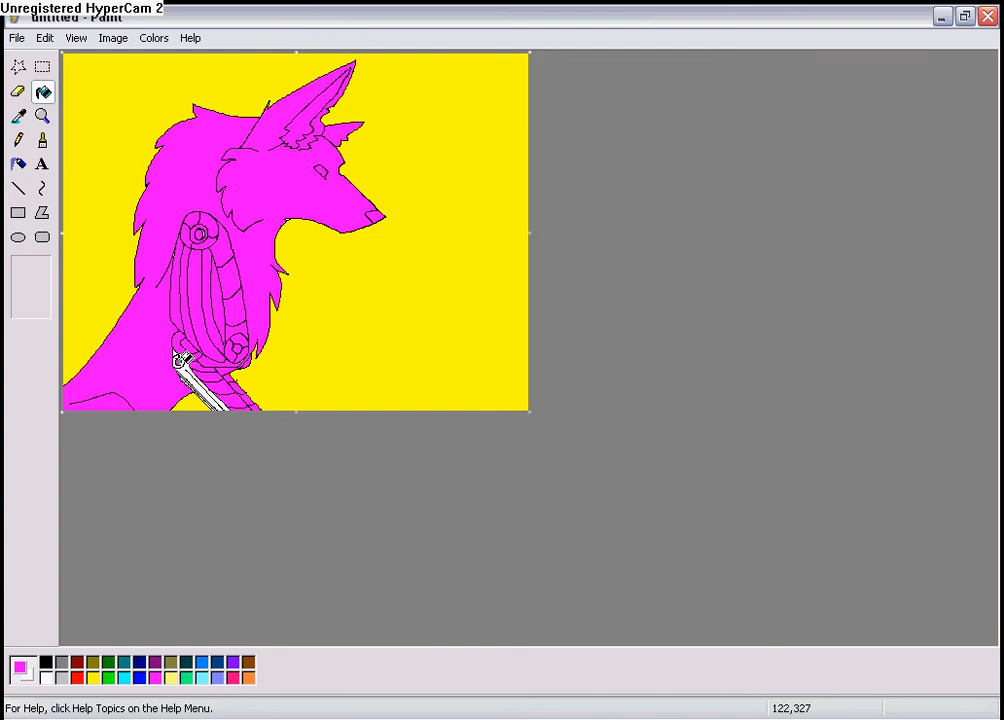 Unregistered HyperCam 2
untitled - Paint
File Edit View Image Colors Help
A
For Help, click Help Topics on the Help Menu.
122,327